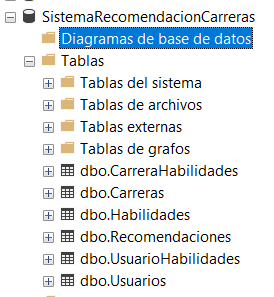 SistemaRecomendacionCarreras
Diagramas de base de datos
Tablas
Tablas del sistema
Tablas de archivos
Tablas externas
Tablas de grafos
dbo.CarreraHabilidades
dbo.Carreras
dbo.Habilidades
dbo.Recomendaciones
dbo.UsuarioHabilidades
dbo.Usuarios